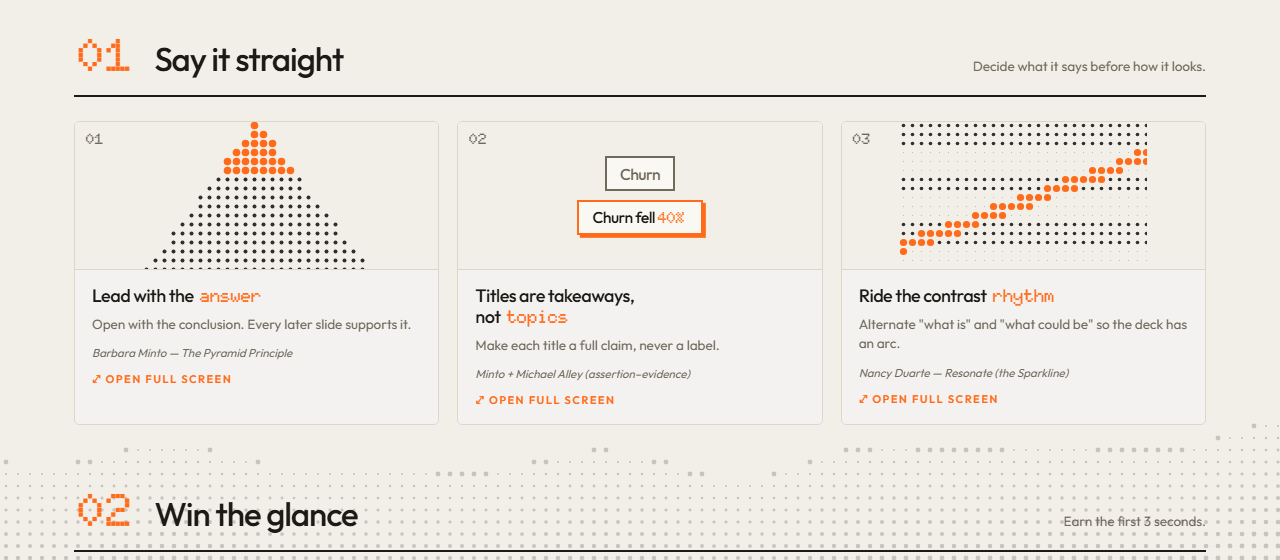 01 Say it straight
Decide what it says before how it looks.
01
Lead with the answer
Open with the conclusion. Every later slide supports it.
Barbara Minto — The Pyramid Principle
⤢ OPEN FULL SCREEN
02
Churn
Churn fell 40%
Titles are takeaways,
not topics
Make each title a full claim, never a label.
Minto + Michael Alley (assertion–evidence)
⤢ OPEN FULL SCREEN
03
Ride the contrast rhythm
Alternate "what is" and "what could be" so the deck has
an arc.
Nancy Duarte — Resonate (the Sparkline)
⤢ OPEN FULL SCREEN
02 Win the glance
Earn the first 3 seconds.